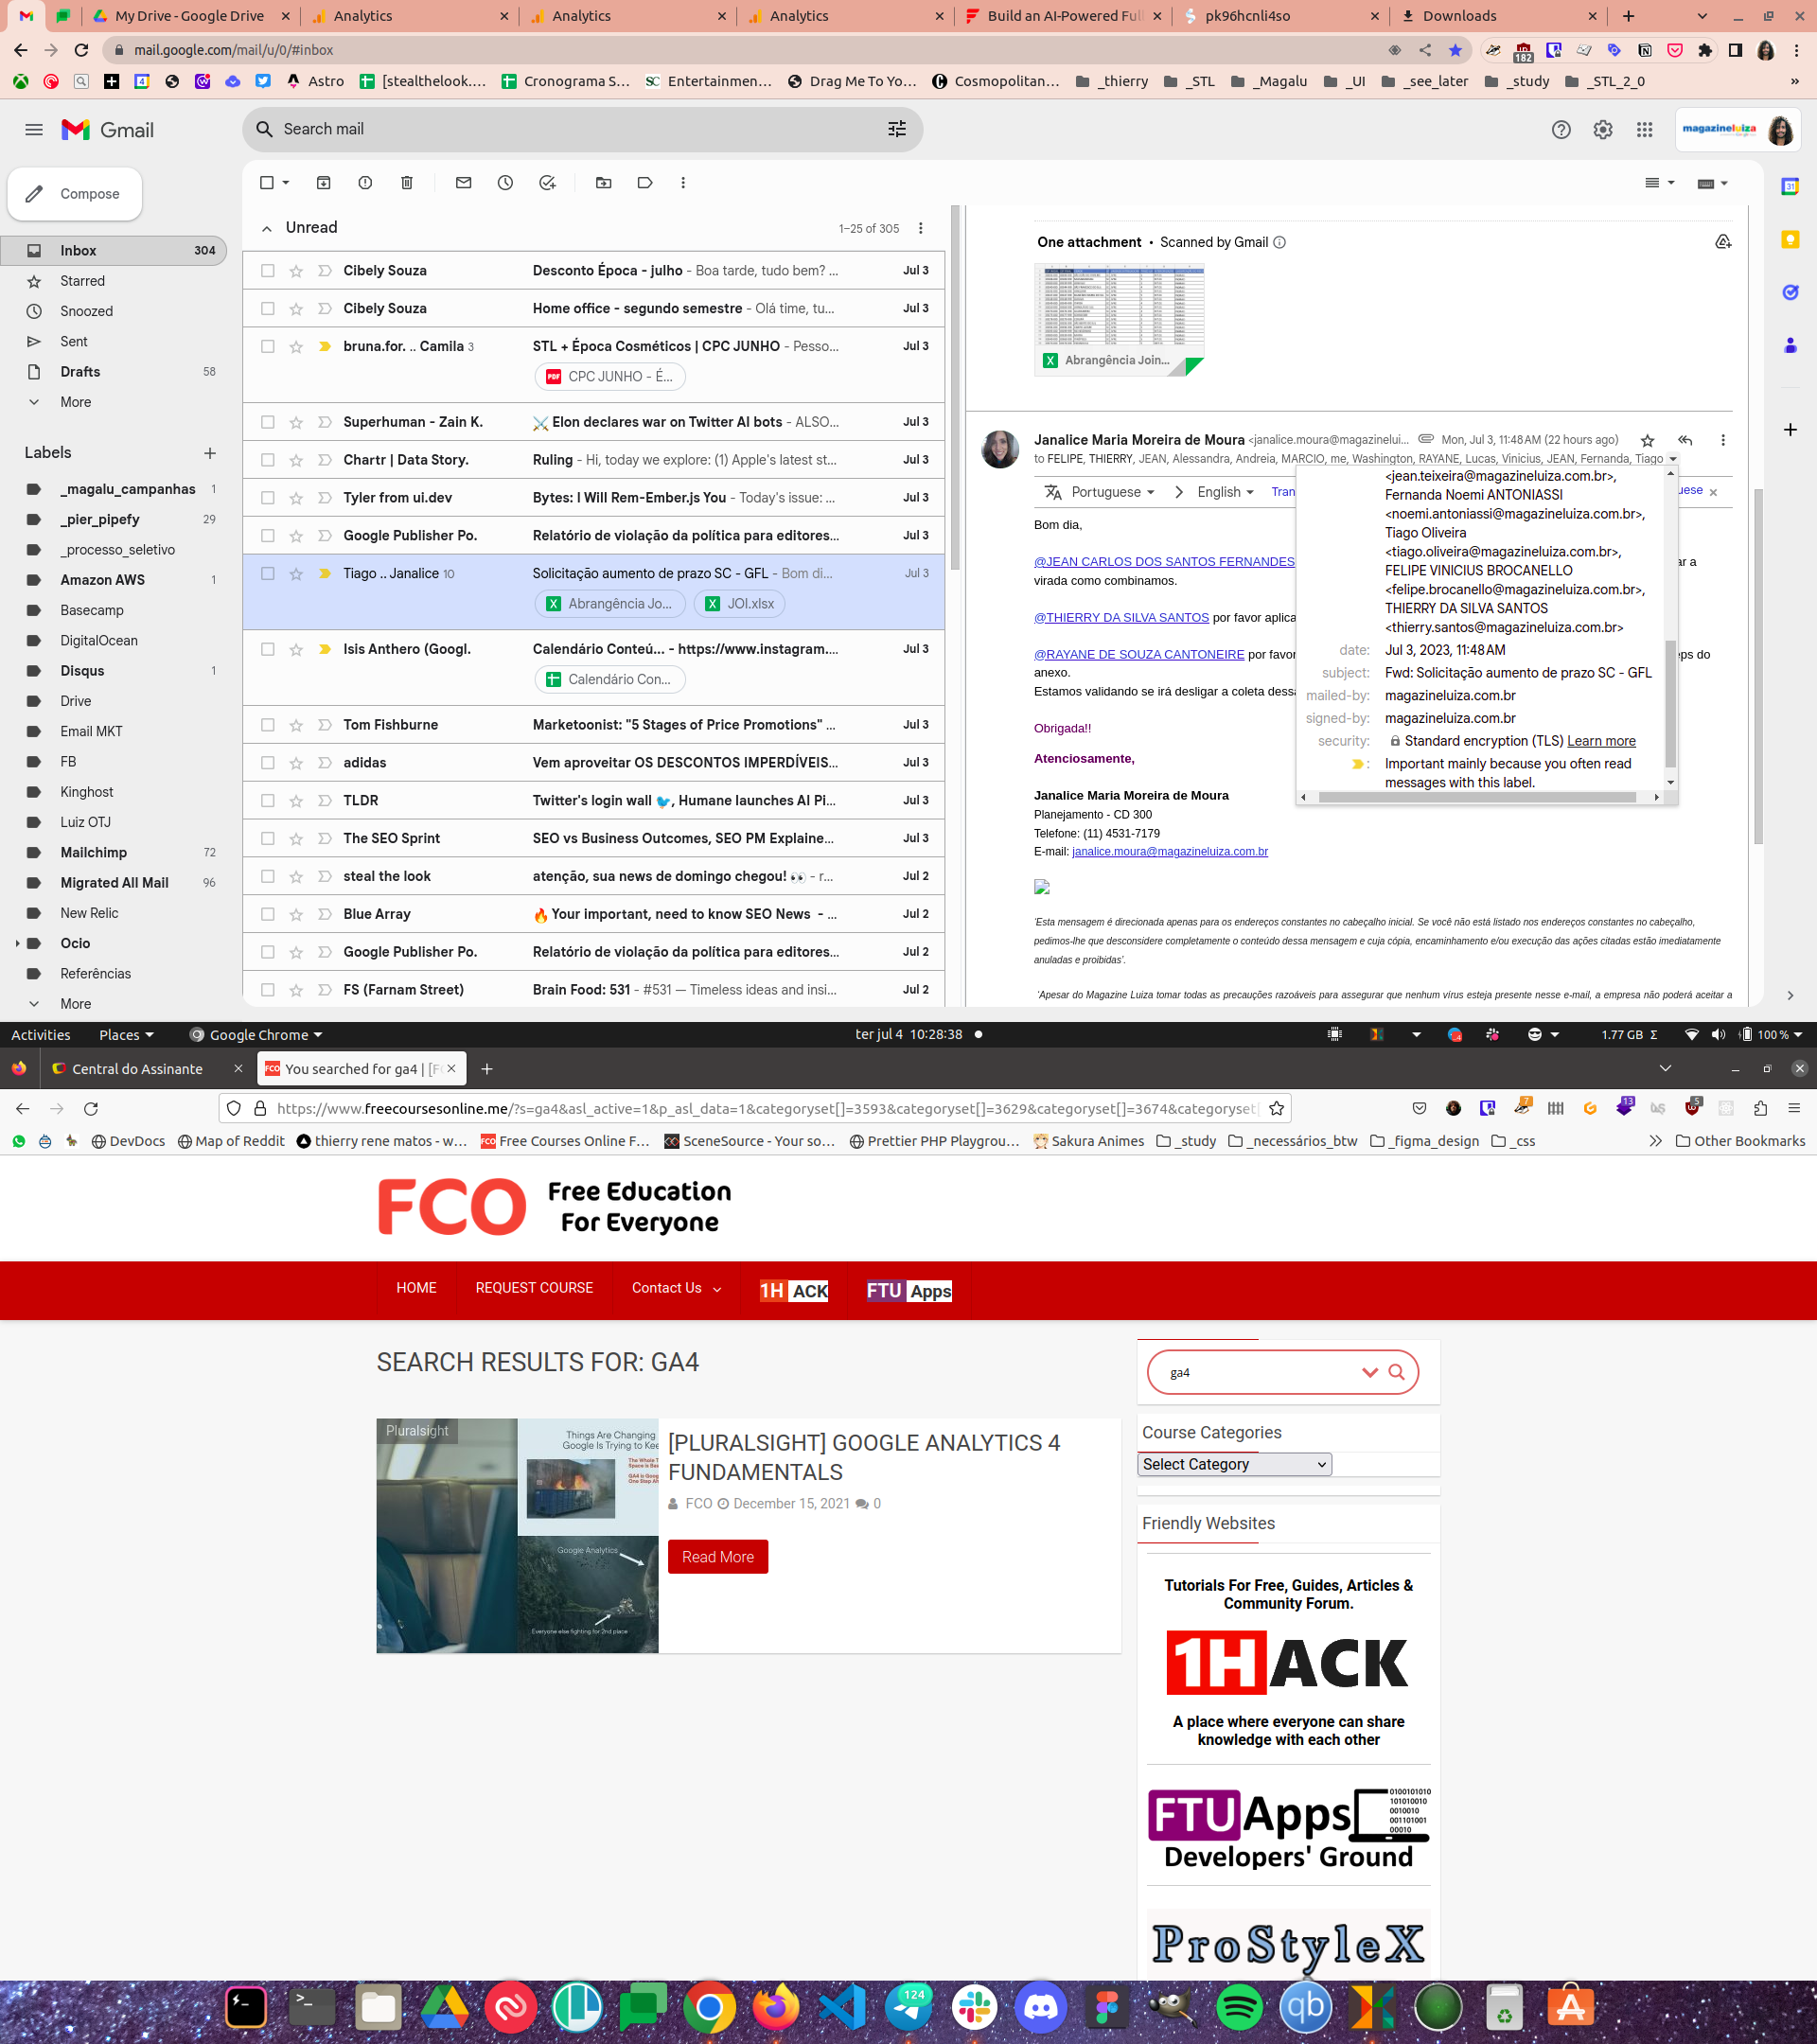 My Drive - Google Drive
Analytics
Analytics
Analytics
Build an AI-Powered Ful
pk96hcnli4so
Downloads
mail.google.com/mail/u/0/#inbox
182
Astro
[stealthelook....
Cronograma S...
Entertainmen...
Drag Me To Yo...
Cosmopolitan...
_thierry
_STL
_Magalu
_UI
_see_later
_study
_STL_2_0
»
Gmail
Search mail
magazineluiza
Compose
Inbox 304
Starred
Snoozed
Sent
Drafts 58
More
Labels
_magalu_campanhas 1
_pier_pipefy 29
_processo_seletivo
Amazon AWS 1
Basecamp
DigitalOcean
Disqus 1
Drive
Email MKT
FB
Kinghost
Luiz OTJ
Mailchimp 72
Migrated All Mail 96
New Relic
Ocio
Referências
More
Unread 1–25 of 305
Cibely Souza Desconto Época - julho - Boa tarde, tudo bem? ... Jul 3
Cibely Souza Home office - segundo semestre - Olá time, tu... Jul 3
bruna.for. .. Camila 3 STL + Época Cosméticos | CPC JUNHO - Pesso... Jul 3
CPC JUNHO - É...
Superhuman - Zain K. ⚔️ Elon declares war on Twitter AI bots - ALSO... Jul 3
Chartr | Data Story. Ruling - Hi, today we explore: (1) Apple's latest st... Jul 3
Tyler from ui.dev Bytes: I Will Rem-Ember.js You - Today's issue: ... Jul 3
Google Publisher Po. Relatório de violação da política para editores... Jul 3
Tiago .. Janalice 10 Solicitação aumento de prazo SC - GFL - Bom di... Jul 3
Abrangência Jo... JOI.xlsx
Isis Anthero (Googl. Calendário Conteú... - https://www.instagram.... Jul 3
Calendário Con...
Tom Fishburne Marketoonist: "5 Stages of Price Promotions" ... Jul 3
adidas Vem aproveitar OS DESCONTOS IMPERDÍVEIS... Jul 3
TLDR Twitter's login wall 🐦, Humane launches AI Pi... Jul 3
The SEO Sprint SEO vs Business Outcomes, SEO PM Explaine... Jul 3
steal the look atenção, sua news de domingo chegou! 👀 - r... Jul 2
Blue Array 🔥 Your important, need to know SEO News - ... Jul 2
Google Publisher Po. Relatório de violação da política para editores... Jul 2
FS (Farnam Street) Brain Food: 531 - #531 — Timeless ideas and insi... Jul 2
One attachment • Scanned by Gmail
Abrangência Join...
Janalice Maria Moreira de Moura <janalice.moura@magazinelui... Mon, Jul 3, 11:48 AM (22 hours ago)
to FELIPE, THIERRY, JEAN, Alessandra, Andreia, MARCIO, me, Washington, RAYANE, Lucas, Vinicius, JEAN, Fernanda, Tiago
Portuguese > English Tran uese ×
Bom dia,
@JEAN CARLOS DOS SANTOS FERNANDES ar a
virada como combinamos.
@THIERRY DA SILVA SANTOS por favor aplica
@RAYANE DE SOUZA CANTONEIRE por favor eps do
anexo.
Estamos validando se irá desligar a coleta dess
Obrigada!!
Atenciosamente,
Janalice Maria Moreira de Moura
Planejamento - CD 300
Telefone: (11) 4531-7179
E-mail: janalice.moura@magazineluiza.com.br
<jean.teixeira@magazineluiza.com.br>,
Fernanda Noemi ANTONIASSI
<noemi.antoniassi@magazineluiza.com.br>,
Tiago Oliveira
<tiago.oliveira@magazineluiza.com.br>,
FELIPE VINICIUS BROCANELLO
<felipe.brocanello@magazineluiza.com.br>,
THIERRY DA SILVA SANTOS
<thierry.santos@magazineluiza.com.br>
date: Jul 3, 2023, 11:48 AM
subject: Fwd: Solicitação aumento de prazo SC - GFL
mailed-by: magazineluiza.com.br
signed-by: magazineluiza.com.br
security: Standard encryption (TLS) Learn more
: Important mainly because you often read
messages with this label.
'Esta mensagem é direcionada apenas para os endereços constantes no cabeçalho inicial. Se você não está listado nos endereços constantes no cabeçalho,
pedimos-lhe que desconsidere completamente o conteúdo dessa mensagem e cuja cópia, encaminhamento e/ou execução das ações citadas estão imediatamente
anuladas e proibidas'.
'Apesar do Magazine Luiza tomar todas as precauções razoáveis para assegurar que nenhum vírus esteja presente nesse e-mail, a empresa não poderá aceitar a
Activities Places Google Chrome ter jul 4 10:28:38 1.77 GB Σ 100 %
Central do Assinante
You searched for ga4 | [F
https://www.freecoursesonline.me/?s=ga4&asl_active=1&p_asl_data=1&categoryset[]=3593&categoryset[]=3629&categoryset[]=3674&categoryset[
7
13
5
DevDocs
Map of Reddit
thierry rene matos - w...
Free Courses Online F...
SceneSource - Your so...
Prettier PHP Playgrou...
Sakura Animes
_study
_necessários_btw
_figma_design
_css
Other Bookmarks
FCO Free Education
For Everyone
HOME
REQUEST COURSE
Contact Us
1H ACK
FTU Apps
SEARCH RESULTS FOR: GA4
Pluralsight
Things Are Changing
Google Is Trying to Kee
Google Analytics
Everyone else fighting for 2nd place
[PLURALSIGHT] GOOGLE ANALYTICS 4
FUNDAMENTALS
FCO December 15, 2021 0
Read More
ga4
Course Categories
Select Category
Friendly Websites
Tutorials For Free, Guides, Articles &
Community Forum.
1HACK
A place where everyone can share
knowledge with each other
FTUApps
0100101010
101010010
0010010
001101001
00010
Developers' Ground
ProStyleX
124
qb